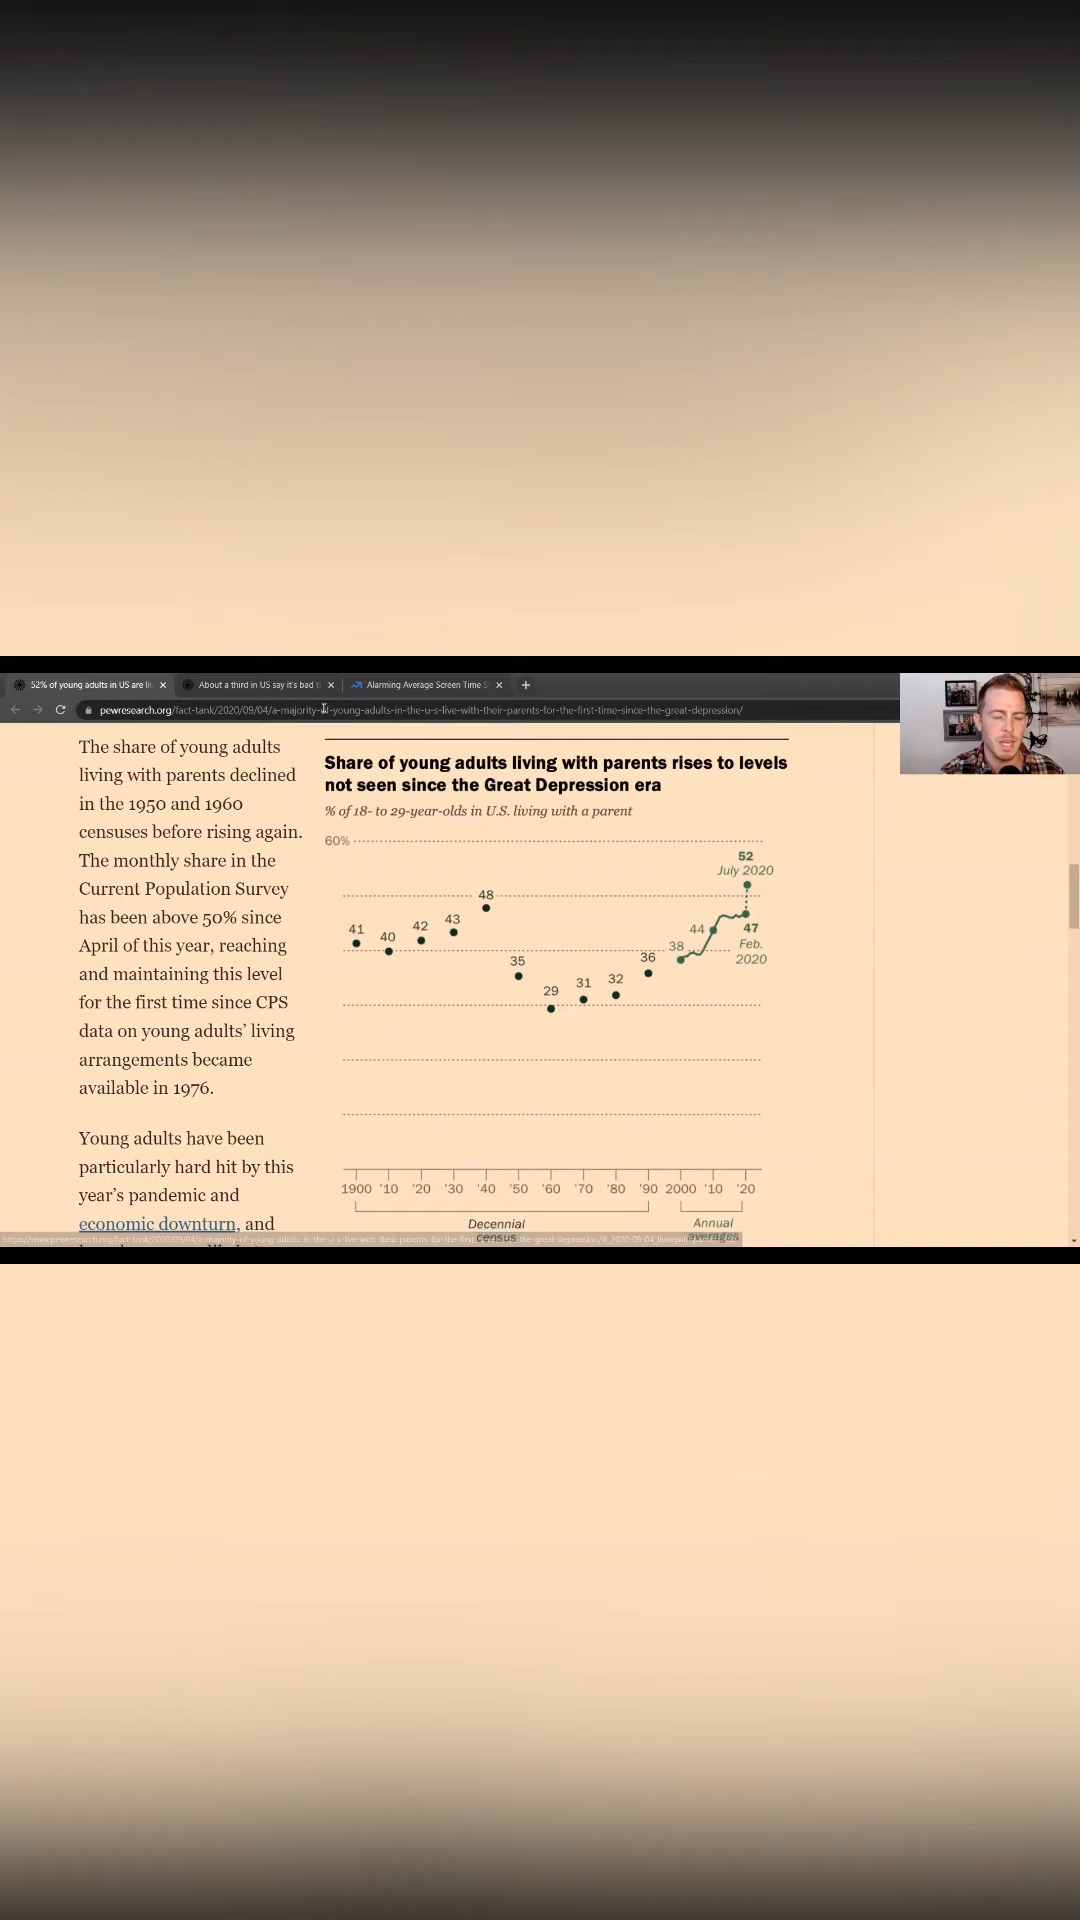 52% of young adults in US are li
About a third in US say it's bad t
Alarming Average Screen Time S
pewresearch.org/fact-tank/2020/09/04/a-majority-of-young-adults-in-the-u-s-live-with-their-parents-for-the-first-time-since-the-great-depression/
The share of young adults
living with parents declined
in the 1950 and 1960
censuses before rising again.
The monthly share in the
Current Population Survey
has been above 50% since
April of this year, reaching
and maintaining this level
for the first time since CPS
data on young adults' living
arrangements became
available in 1976.
Young adults have been
particularly hard hit by this
year's pandemic and
economic downturn, and
Share of young adults living with parents rises to levels
not seen since the Great Depression era
% of 18- to 29-year-olds in U.S. living with a parent
60%
52
July 2020
48
41
40
42
43
35
29
31
32
36
38
44
47
Feb.
2020
1900 '10 '20 '30 '40 '50 '60 '70 '80 '90 2000 '10 '20
Decennial
census
Annual
averages